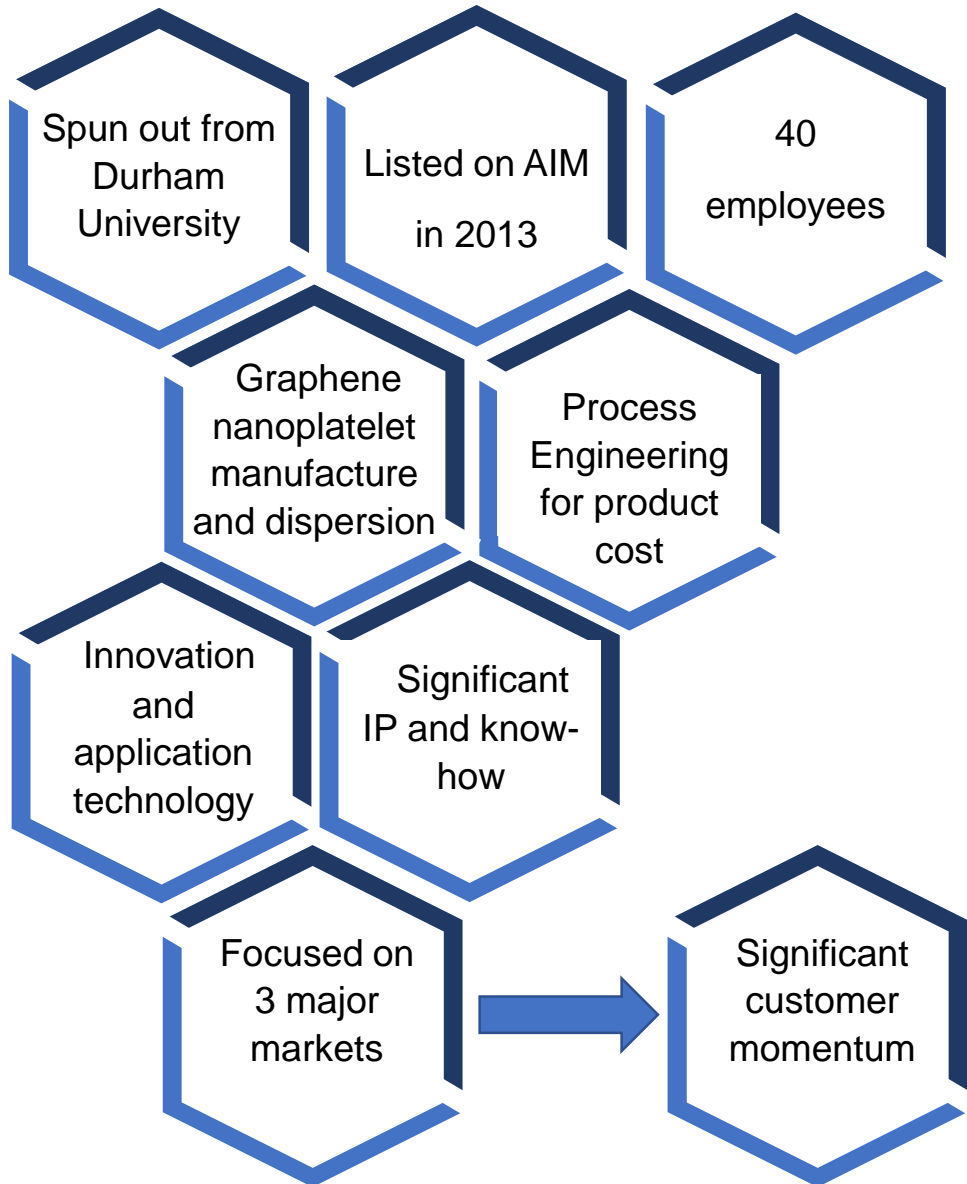 Spun out from
Durham
University
Listed on AIM
in 2013
40
employees
Graphene
nanoplatelet
manufacture
and dispersion
Process
Engineering
for product
cost
Innovation
and
application
technology
Significant
IP and know-
how
Focused on
3 major
markets
Significant
customer
momentum